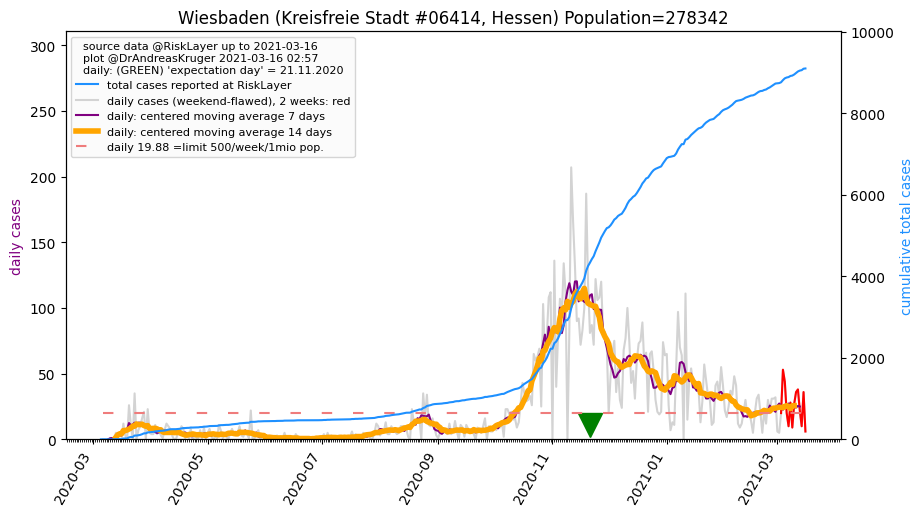 Wiesbaden (Kreisfreie Stadt #06414, Hessen) Population=278342
source data @RiskLayer up to 2021-03-16
plot @DrAndreasKruger 2021-03-16 02:57
daily: (GREEN) 'expectation day' = 21.11.2020
total cases reported at RiskLayer
daily cases (weekend-flawed), 2 weeks: red
daily: centered moving average 7 days
daily: centered moving average 14 days
daily 19.88 =limit 500/week/1mio pop.
daily cases
300
250
200
150
100
50
0
10000
8000
6000
4000
2000
0
cumulative total cases
2020-03
2020-05
2020-07
2020-09
2020-11
2021-01
2021-03